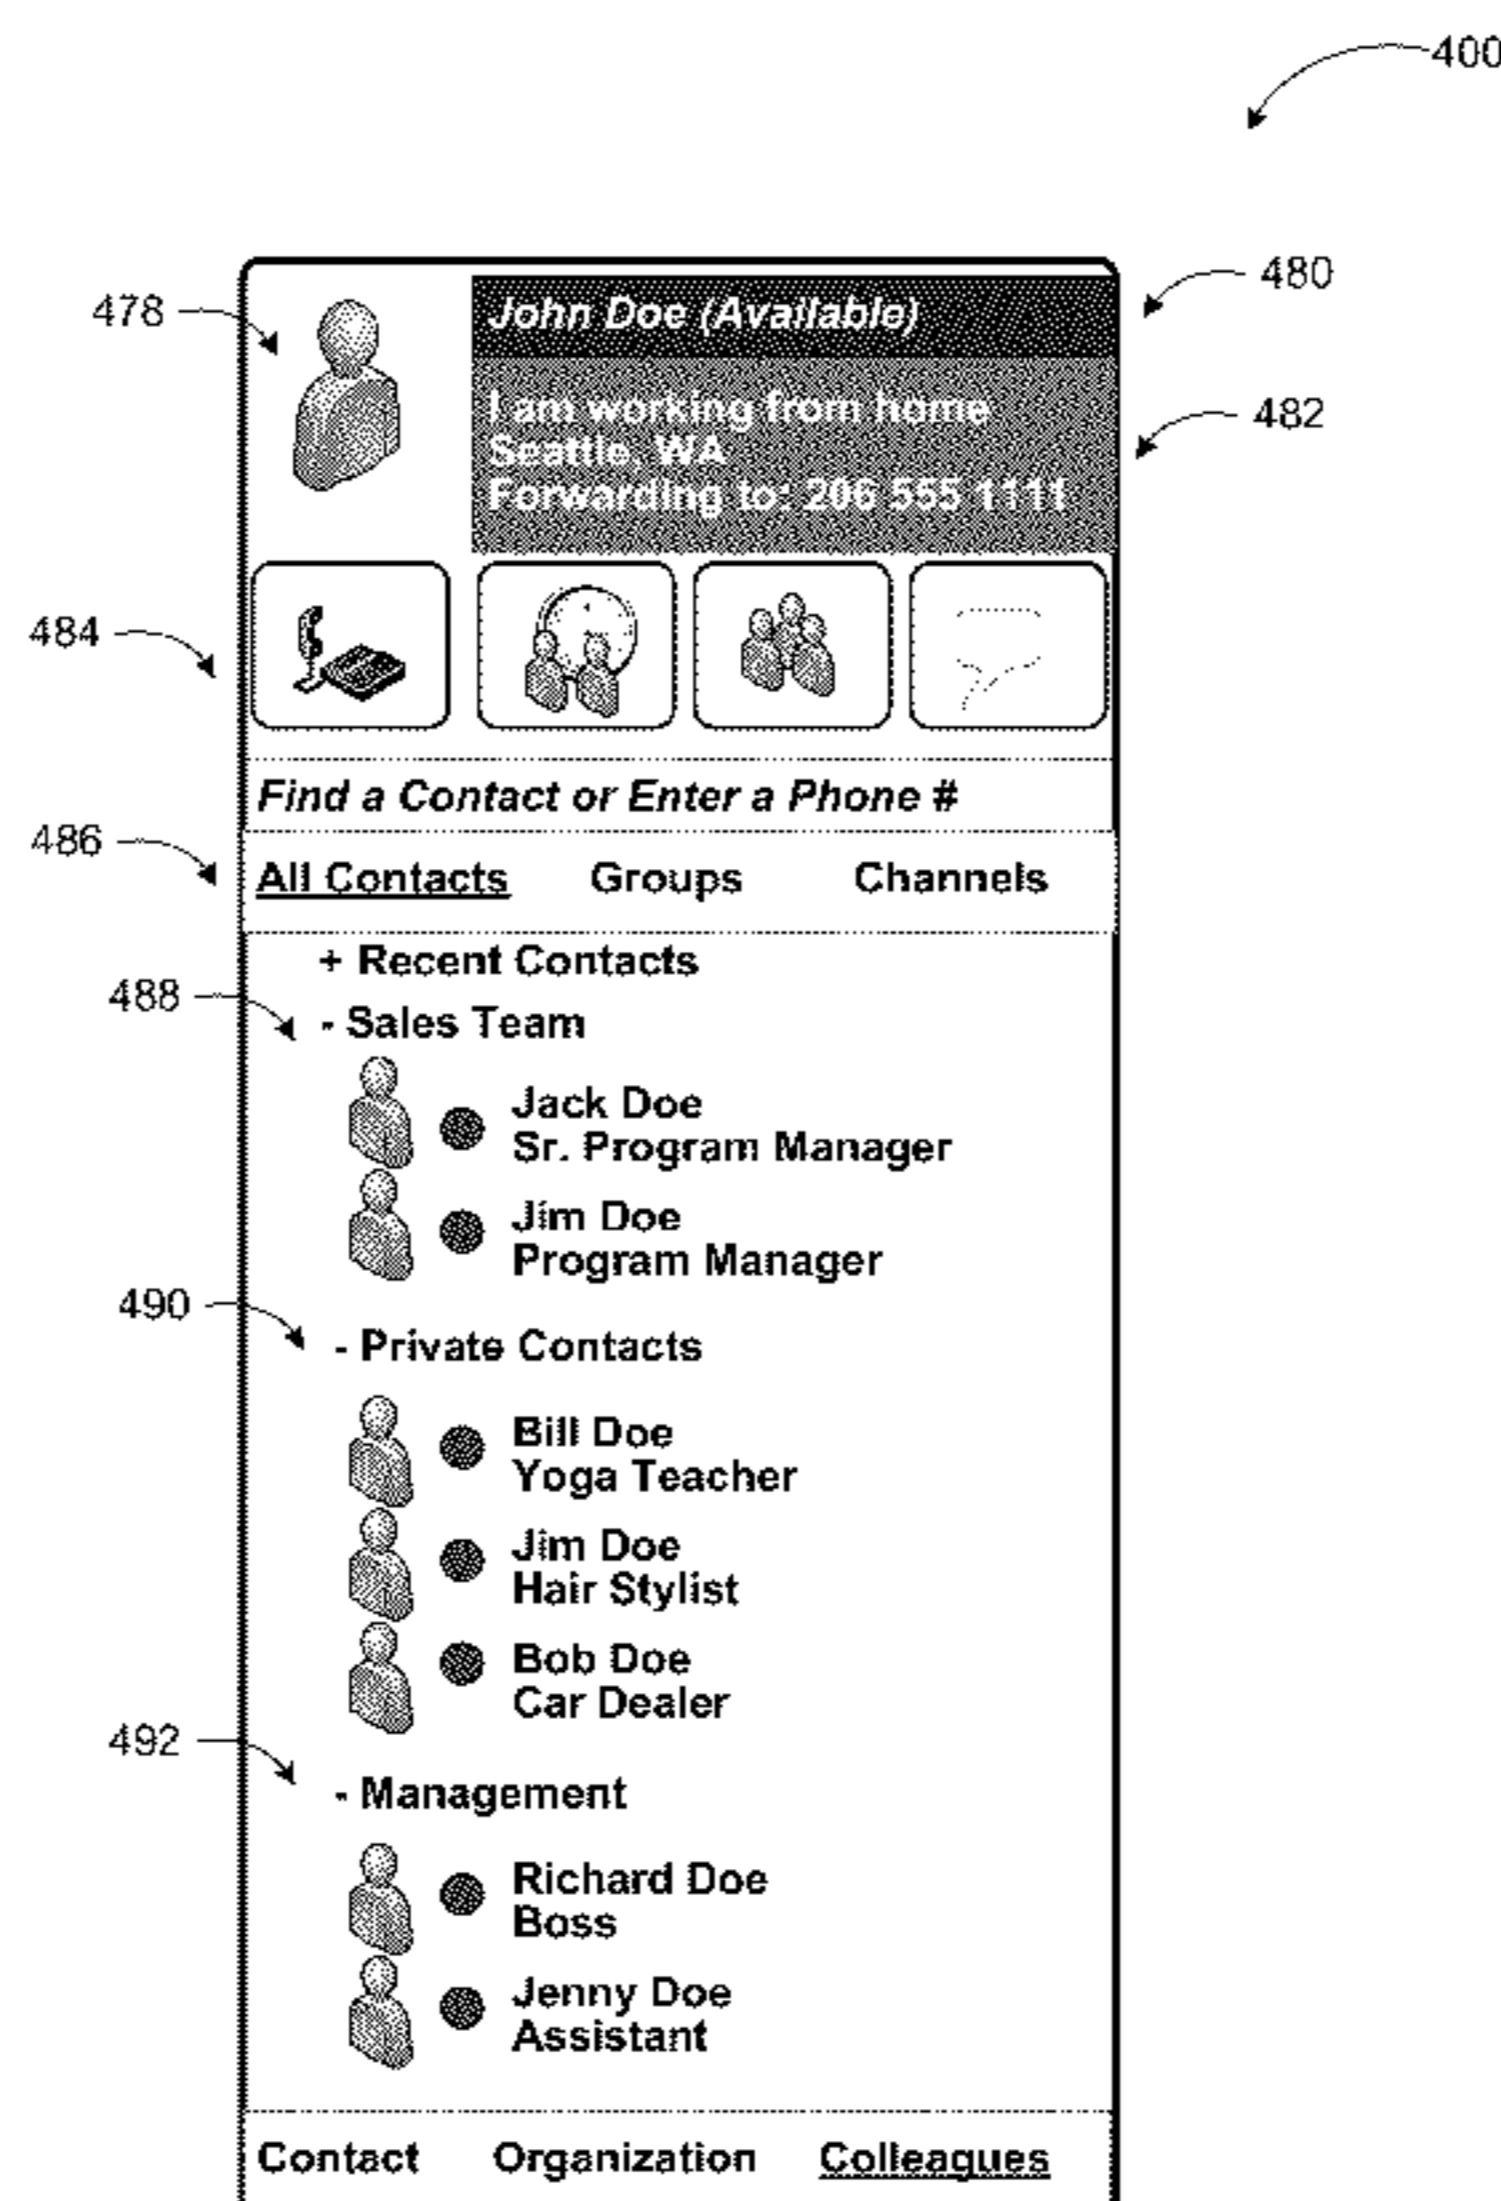 400
480
478
John Doe (Available)
I am working from home
482
Seattle, WA
Forwarding to: 206 555 1111
484
Find a Contact or Enter a Phone #
486
All Contacts Groups Channels
+ Recent Contacts
488
- Sales Team
Jack Doe
Sr. Program Manager
Jim Doe
Program Manager
490
- Private Contacts
Bill Doe
Yoga Teacher
Jim Doe
Hair Stylist
Bob Doe
Car Dealer
492
- Management
Richard Doe
Boss
Jenny Doe
Assistant
Contact Organization Colleagues